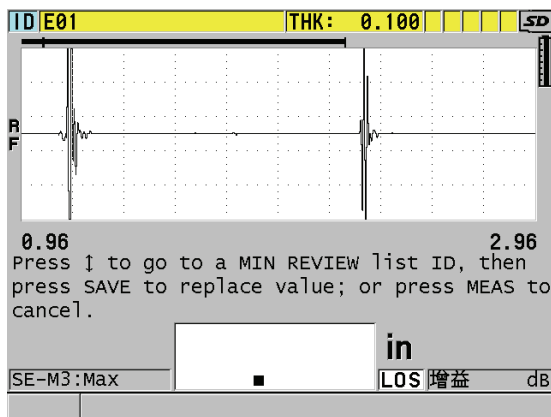 ID E01 THK: 0.100 SD
RF
0.96 2.96
Press ↕ to go to a MIN REVIEW list ID, then
press SAVE to replace value; or press MEAS to
cancel.
in
SE-M3:Max LOS 增益 dB